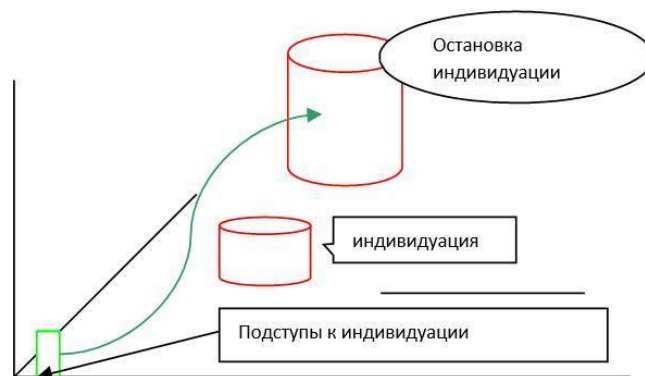 Остановка
индивидуации
индивидуация
Подступы к индивидуации